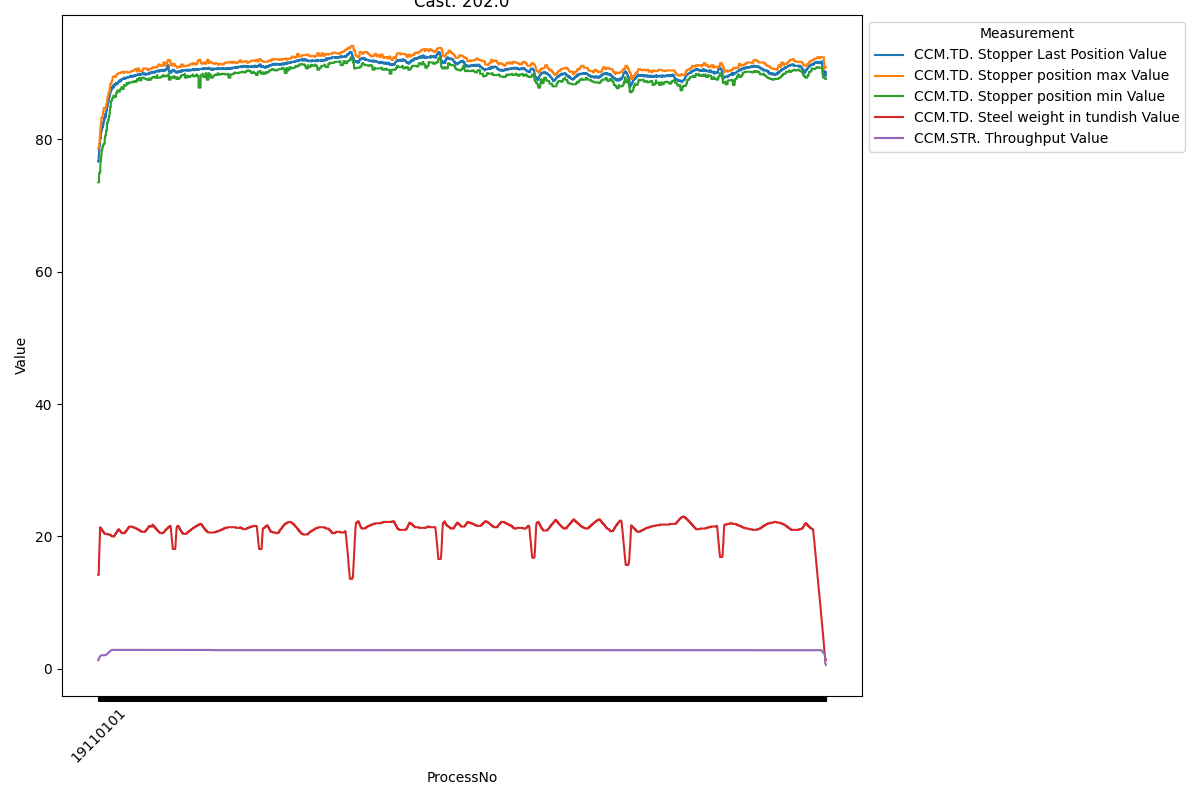 Cast: 202.0
Measurement
CCM.TD. Stopper Last Position Value
CCM.TD. Stopper position max Value
CCM.TD. Stopper position min Value
CCM.TD. Steel weight in tundish Value
CCM.STR. Throughput Value
80
60
40
20
0
Value
19110101
ProcessNo